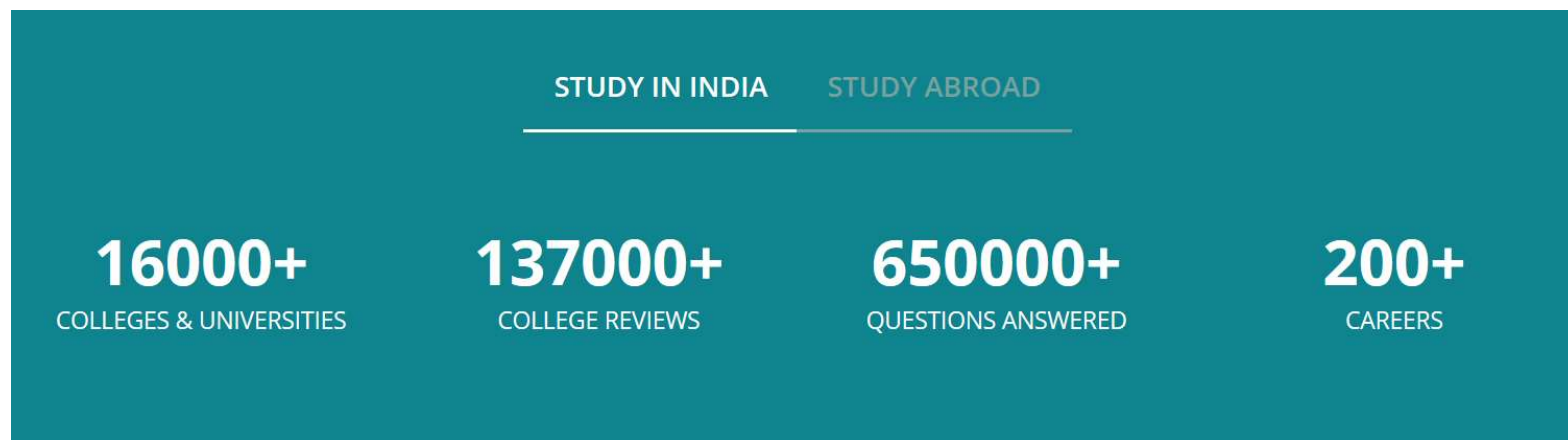 STUDY IN INDIA STUDY ABROAD
16000+ 137000+ 650000+ 200+
COLLEGES & UNIVERSITIES COLLEGE REVIEWS QUESTIONS ANSWERED CAREERS